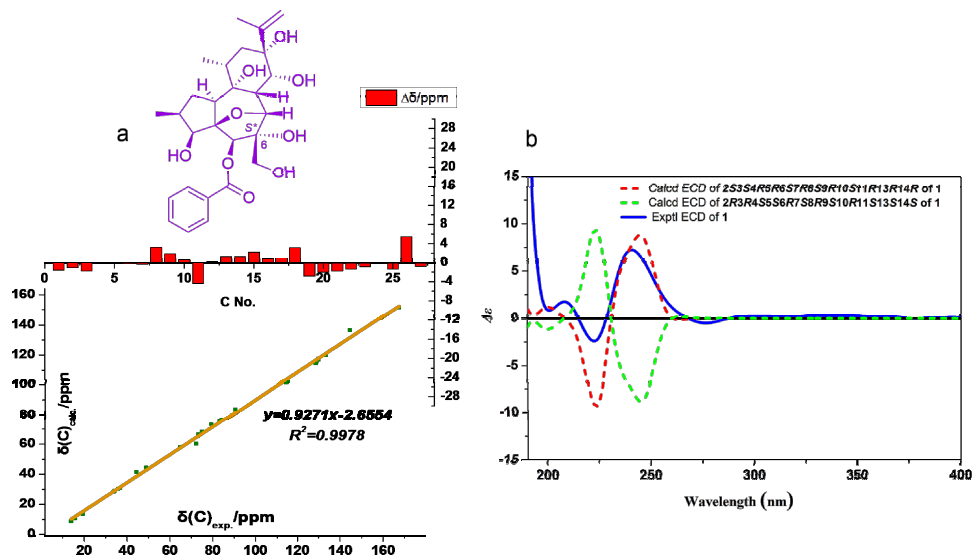 a
OH
OH
OH
H
H
H
O
S*
6
OH
OH
HO
O
O
Δδ/ppm
28
24
20
16
12
8
4
0
-4
-8
-12
-16
-20
-24
-28
0 5 10 15 20 25
C No.
160
140
120
100
80
60
40
20
0
δ(C)calc./ppm
y=0.9271x-2.6554
R²=0.9978
δ(C)exp./ppm
20 40 60 80 100 120 140 160
b
Calcd ECD of 2S3S4R5R6S7R8S9R10S11R13R14R of 1
Calcd ECD of 2R3R4S5S6R7S8R9S10R11S13S14S of 1
Exptl ECD of 1
15
10
5
0
-5
-10
-15
Δε
200 250 300 350 400
Wavelength (nm)